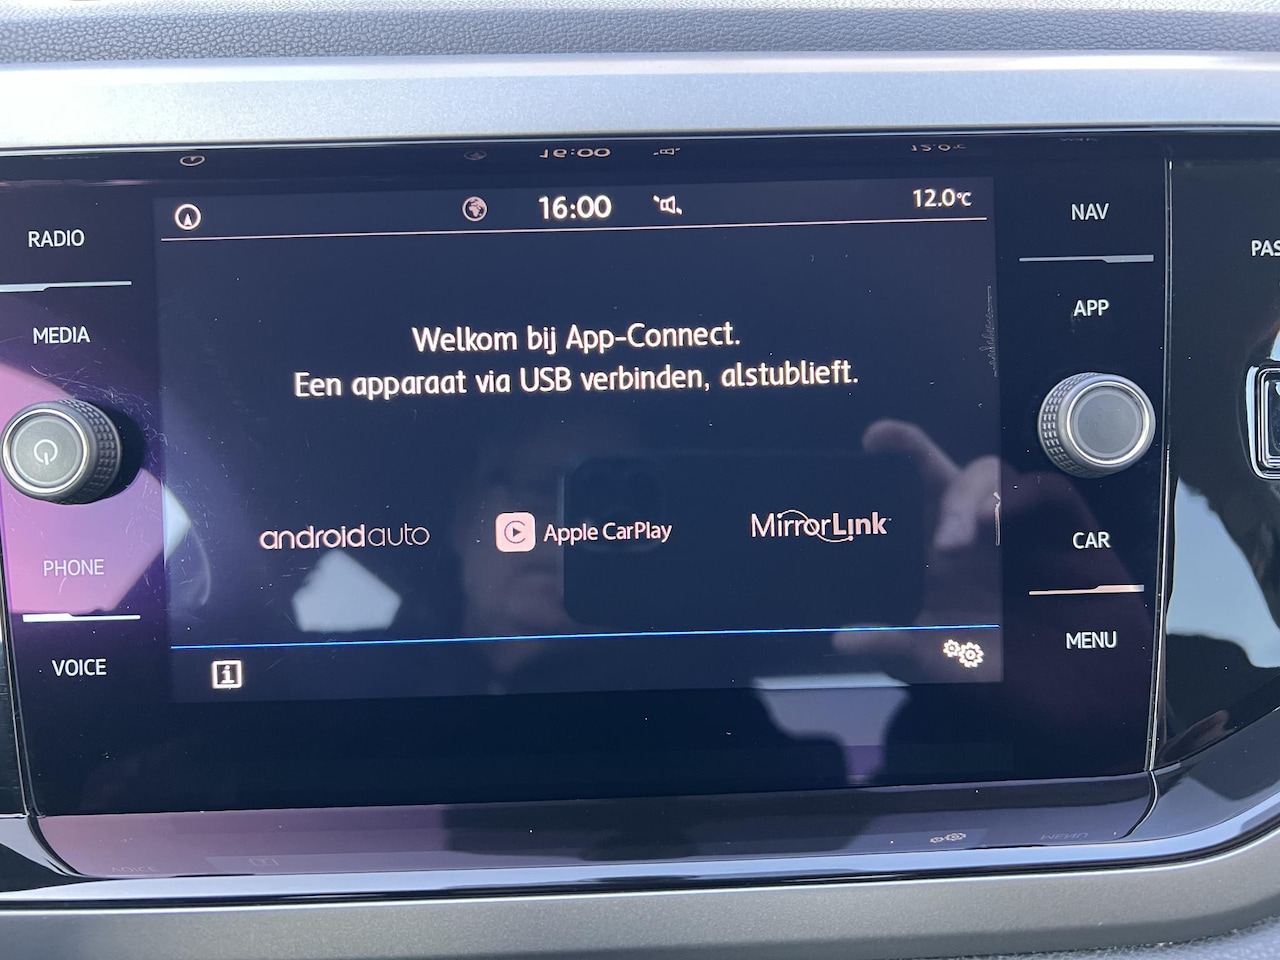 16:00
12.0°C
RADIO
MEDIA
PHONE
VOICE
Welkom bij App-Connect.
Een apparaat via USB verbinden, alstublieft.
androidauto
Apple CarPlay
MirrorLink
NAV
APP
CAR
MENU
PAS